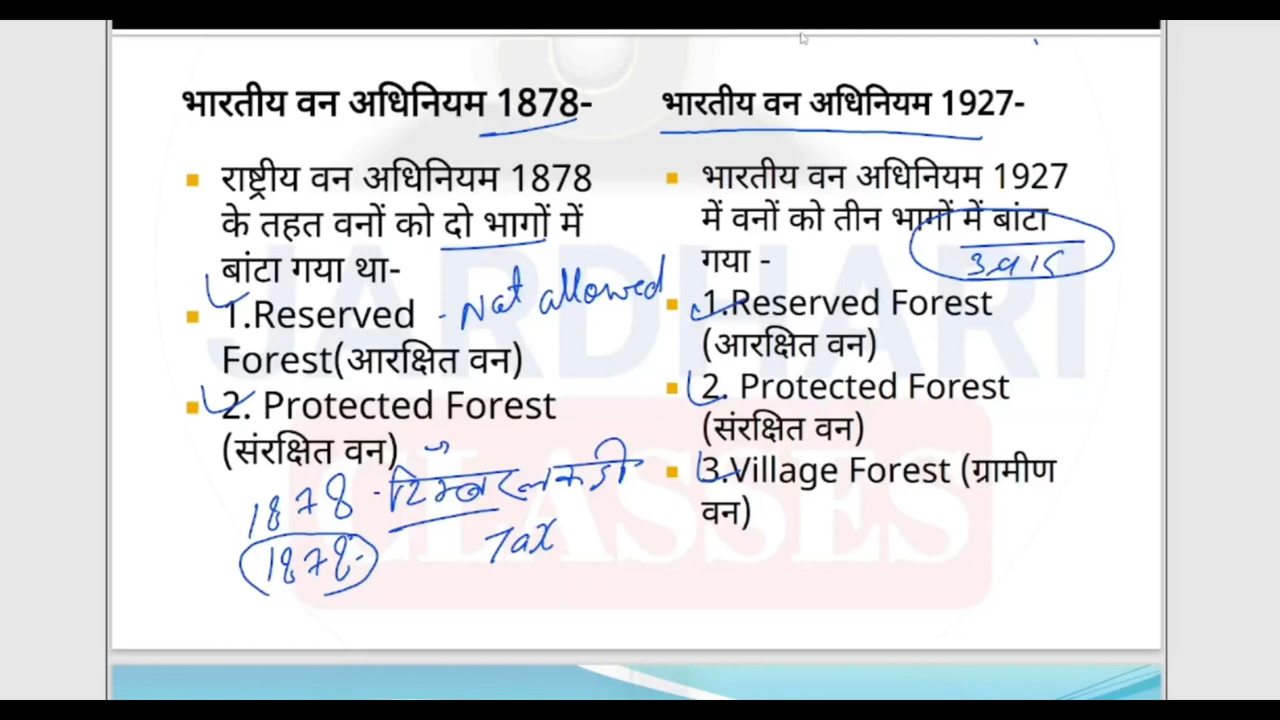 भारतीय वन अधिनियम 1878-
राष्ट्रीय वन अधिनियम 1878
के तहत वनों को दो भागों में
बांटा गया था-
1.Reserved - Not allowed
Forest(आरक्षित वन)
2. Protected Forest
(संरक्षित वन)
1878 - टिम्बर लकडी
1878- Tax
भारतीय वन अधिनियम 1927-
भारतीय वन अधिनियम 1927
में वनों को तीन भागों में बांटा
गया -
1.Reserved Forest
(आरक्षित वन)
2. Protected Forest
(संरक्षित वन)
3.Village Forest (ग्रामीण
वन)
JARDHARI
CLASSES